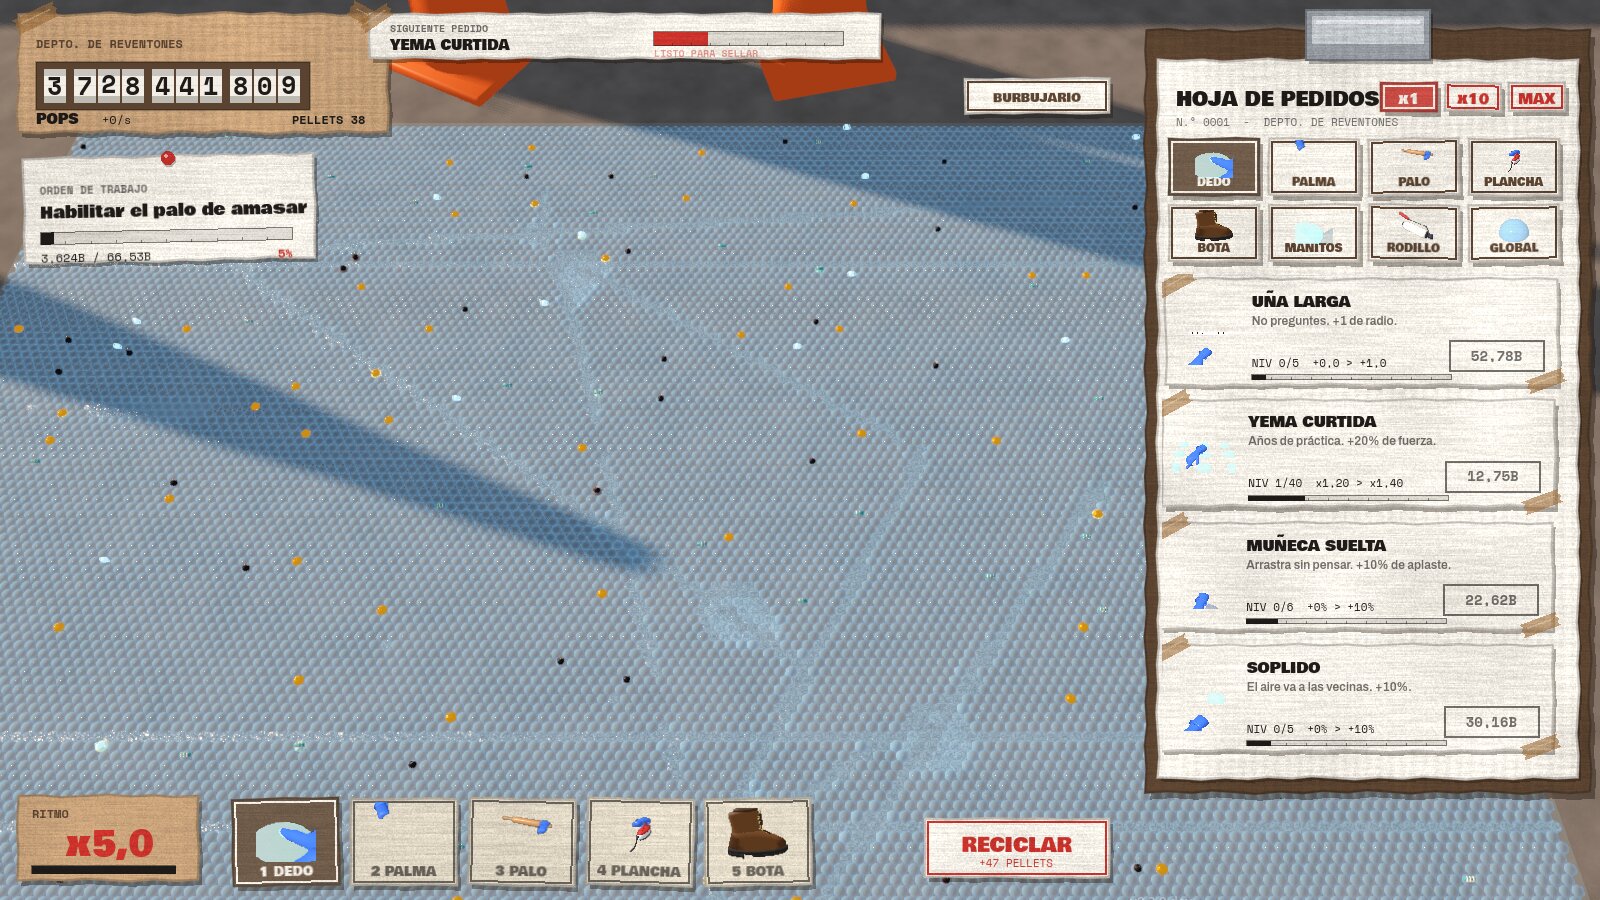 DEPTO. DE REVENTONES
3 728 441 809
POPS +0/s PELLETS 38
SIGUIENTE PEDIDO
YEMA CURTIDA
LISTO PARA SELLAR
BURBUJARIO
ORDEN DE TRABAJO
Habilitar el palo de amasar
3,624B / 66,53B 5%
HOJA DE PEDIDOS x1 x10 MAX
N.º 0001 - DEPTO. DE REVENTONES
DEDO PALMA PALO PLANCHA
BOTA MANITOS RODILLO GLOBAL
UÑA LARGA
No preguntes. +1 de radio.
NIV 0/5 +0,0 > +1,0
52,78B
YEMA CURTIDA
Años de práctica. +20% de fuerza.
NIV 1/40 x1,20 > x1,40
12,75B
MUÑECA SUELTA
Arrastra sin pensar. +10% de aplaste.
NIV 0/6 +0% > +10%
22,62B
SOPLIDO
El aire va a las vecinas. +10%.
NIV 0/5 +0% > +10%
30,16B
RITMO
x5,0
1 DEDO 2 PALMA 3 PALO 4 PLANCHA 5 BOTA
RECICLAR
+47 PELLETS